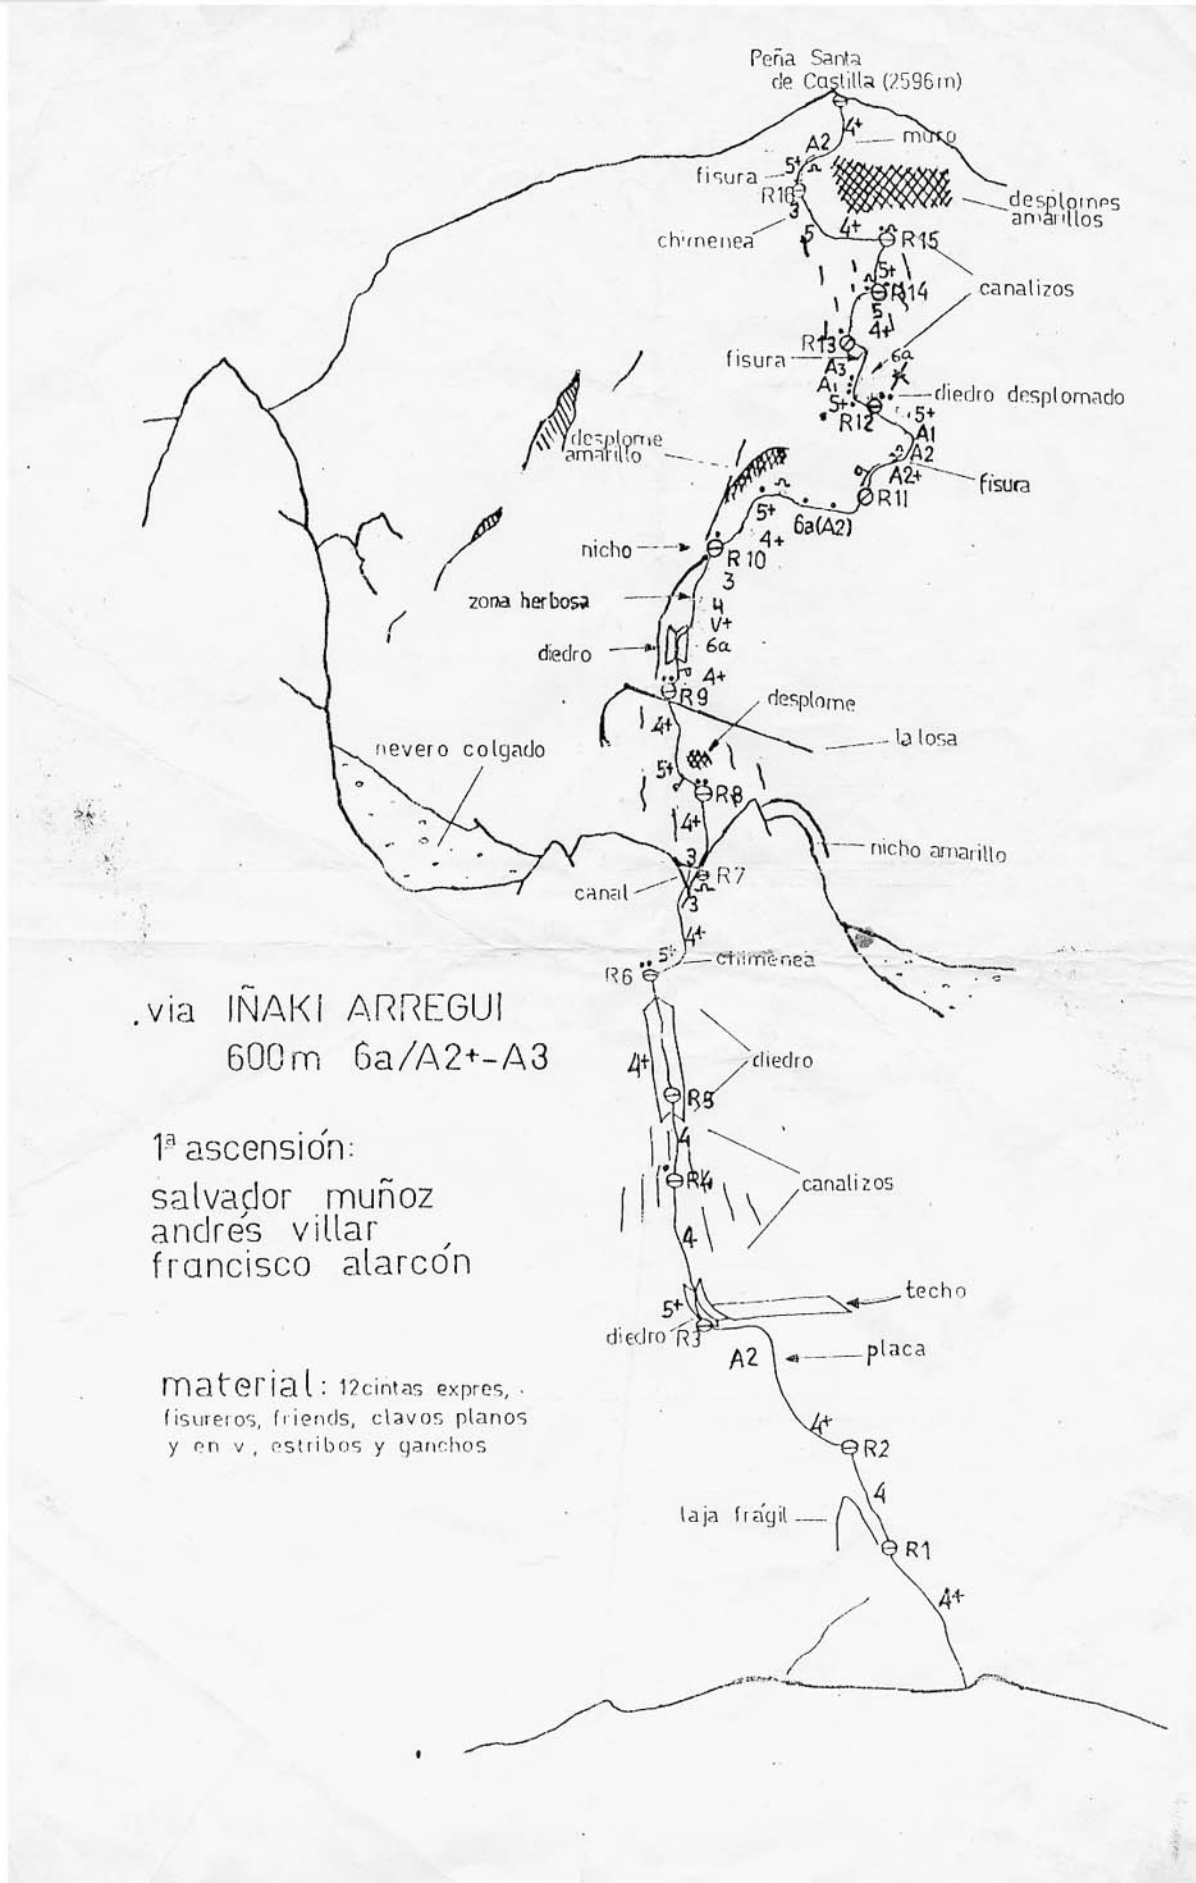 Peña Santa
de Castilla (2596m)
4+
muro
A2
5+
fisura
R16
desplomes
amarillos
3
chimenea
5
4+
R15
5+
canalizos
R14
5
4+
R13
fisura
6a
A3
A1
5+
diedro desplomado
R12
5+
A1
A2
desplome
amarillo
A2+
fisura
R11
5+
6a(A2)
4+
nicho
R10
3
zona herbosa
4
V+
6a
diedro
4+
R9
desplome
4+
la losa
nevero colgado
5+
R8
4+
nicho amarillo
3
canal
R7
3
4+
5+
chimenea
R6
.via IÑAKI ARREGUI
600m 6a/A2+-A3
diedro
4+
R5
1ª ascensión:
4
salvador muñoz
R4
canalizos
andrés villar
4
francisco alarcón
techo
5+
diedro
R3
A2
placa
material: 12cintas expres,
fisureros, friends, clavos planos
y en v, estribos y ganchos
4+
R2
4
laja frágil
R1
4+